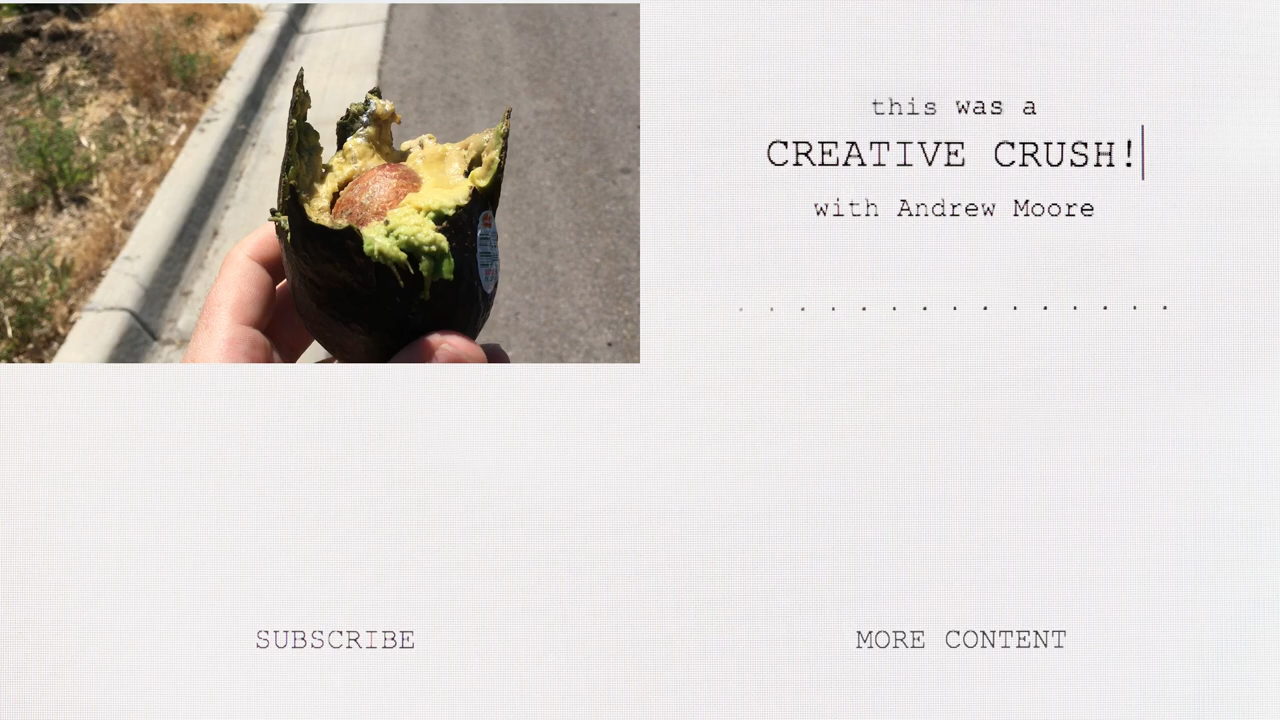 this was a
CREATIVE CRUSH!
with Andrew Moore
SUBSCRIBE
MORE CONTENT